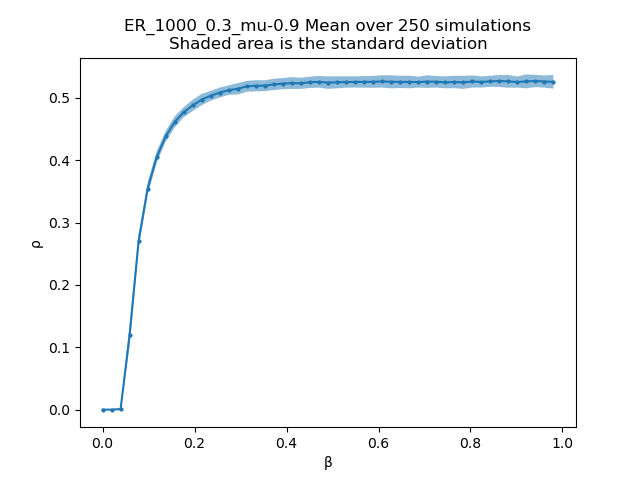 ER_1000_0.3_mu-0.9 Mean over 250 simulations
Shaded area is the standard deviation
0.5
0.4
0.3
ρ
0.2
0.1
0.0
0.0 0.2 0.4 0.6 0.8 1.0
β